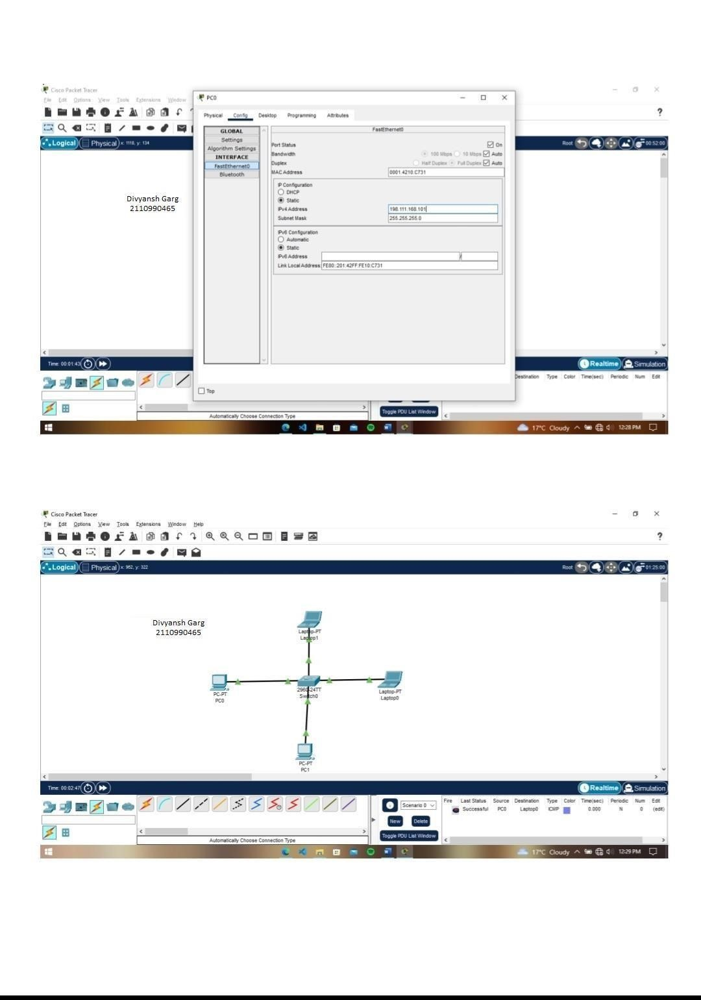 Cisco Packet Tracer
File Edit Options View Tools Extensions Window
?
Logical Physical x: 1118, y: 134
Root 00:52:00
PC0
Physical Config Desktop Programming Attributes
GLOBAL
Settings
Algorithm Settings
INTERFACE
FastEthernet0
Bluetooth
FastEthernet0
Port Status On
Bandwidth 100 Mbps 10 Mbps Auto
Duplex Half Duplex Full Duplex Auto
MAC Address 0001.4210.C731
IP Configuration
DHCP
Static
IPv4 Address 198.111.168.101
Subnet Mask 255.255.255.0
IPv6 Configuration
Automatic
Static
IPv6 Address /
Link Local Address: FE80::201:42FF:FE10:C731
Top
Divyansh Garg
2110990465
Time: 00:01:43
Realtime Simulation
Destination Type Color Time(sec) Periodic Num Edit
Toggle PDU List Window
Automatically Choose Connection Type
17°C Cloudy 12:28 PM
Cisco Packet Tracer
File Edit Options View Tools Extensions Window Help
?
Logical Physical x: 962, y: 322
Root 01:25:00
Divyansh Garg
2110990465
Laptop-PT
Laptop1
PC-PT
PC0
2960-24TT
Switch0
Laptop-PT
Laptop0
PC-PT
PC1
Time: 00:02:47
Realtime Simulation
Scenario 0
New Delete
Toggle PDU List Window
Fire Last Status Source Destination Type Color Time(sec) Periodic Num Edit
Successful PC0 Laptop0 ICMP 0.000 N 0 (edit)
Automatically Choose Connection Type
17°C Cloudy 12:29 PM